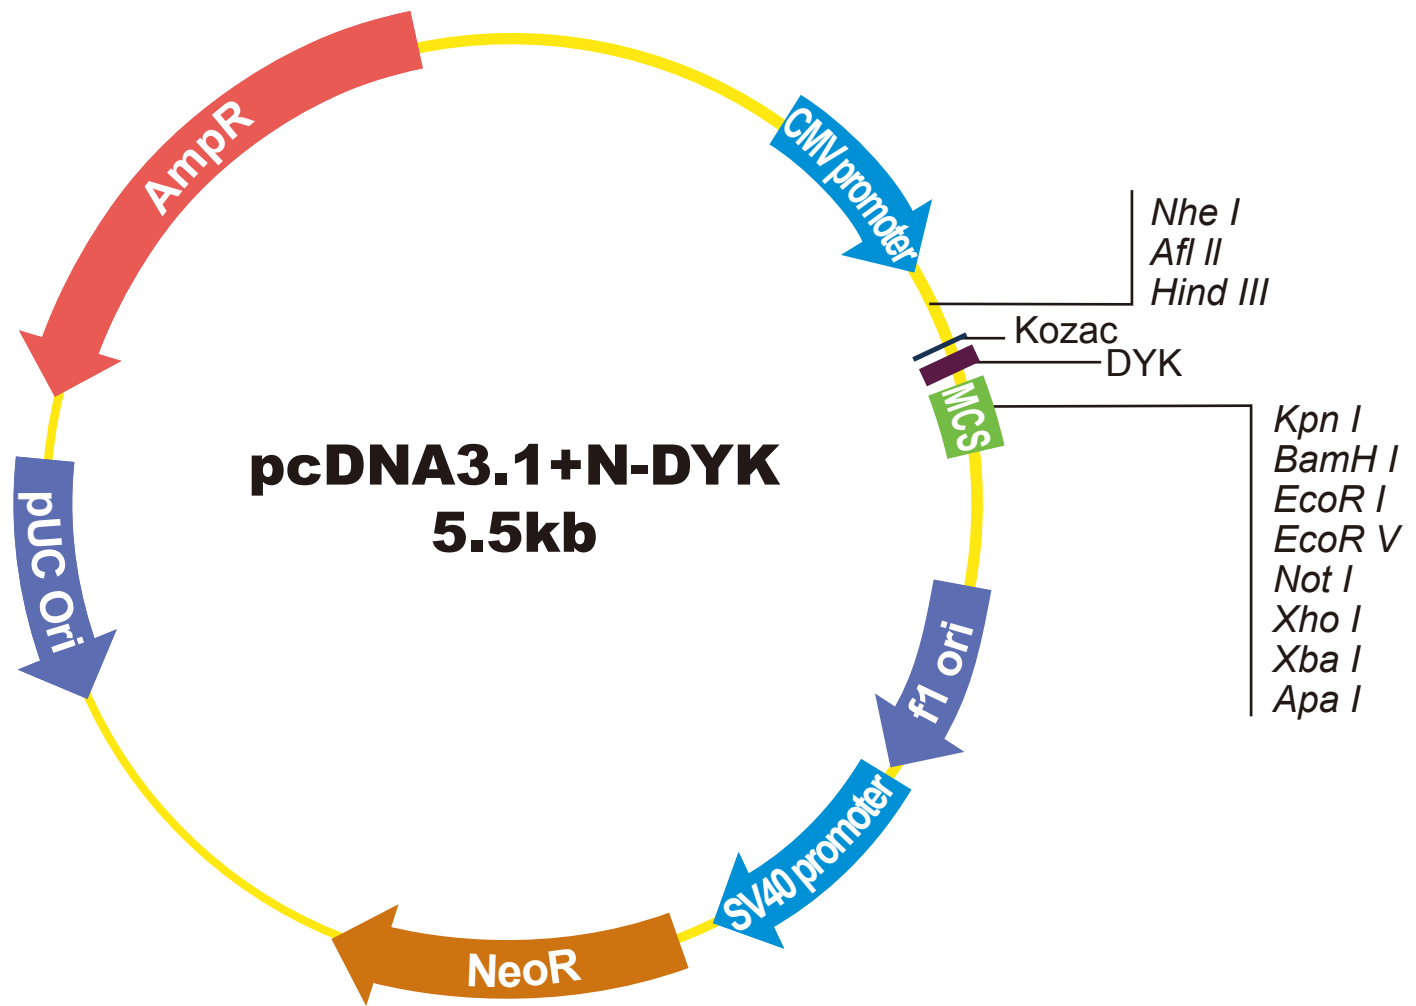 AmpR
CMV promoter
Nhe I
Afl II
Hind III
Kozac
DYK
MCS
Kpn I
BamH I
EcoR I
EcoR V
Not I
Xho I
Xba I
Apa I
pcDNA3.1+N-DYK
5.5kb
pUC Ori
f1 ori
SV40 promoter
NeoR